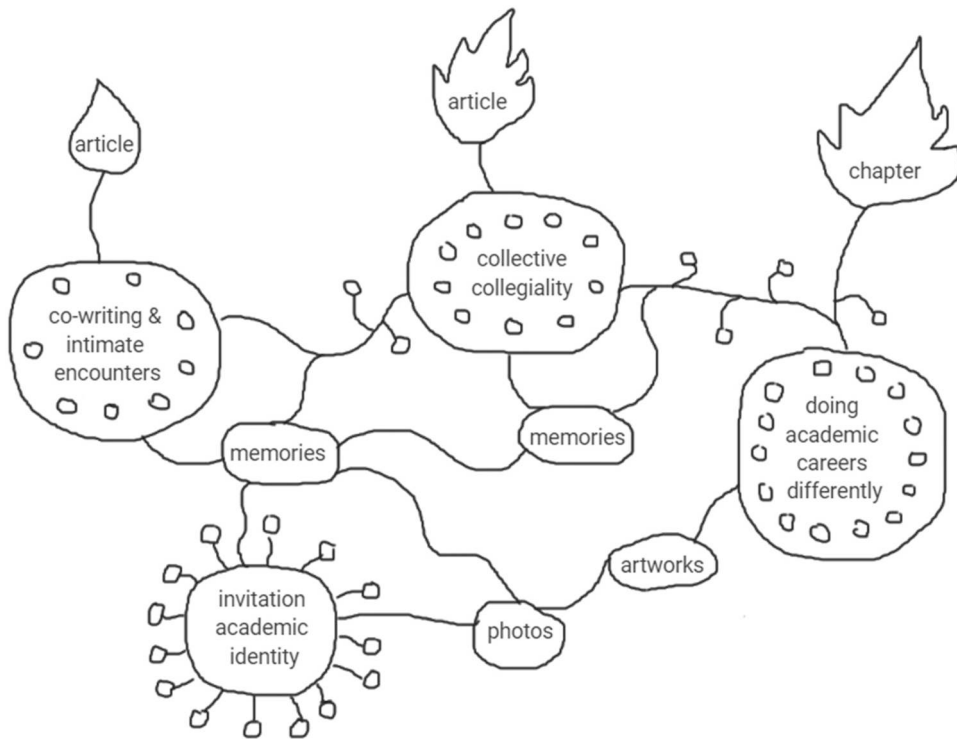 article
article
chapter
co-writing &
intimate
encounters
collective
collegiality
doing
academic
careers
differently
memories
memories
invitation
academic
identity
photos
artworks